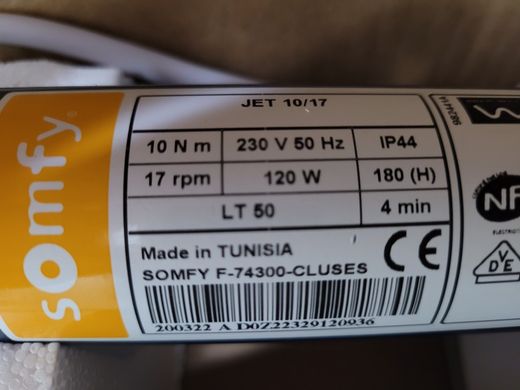 somfy.
JET 10/17
10 N m 230 V 50 Hz IP44
17 rpm 120 W 180 (H)
LT 50 4 min
Made in TUNISIA
SOMFY F-74300-CLUSES
CE
200322 A D0Z22329120936
NF
VDE